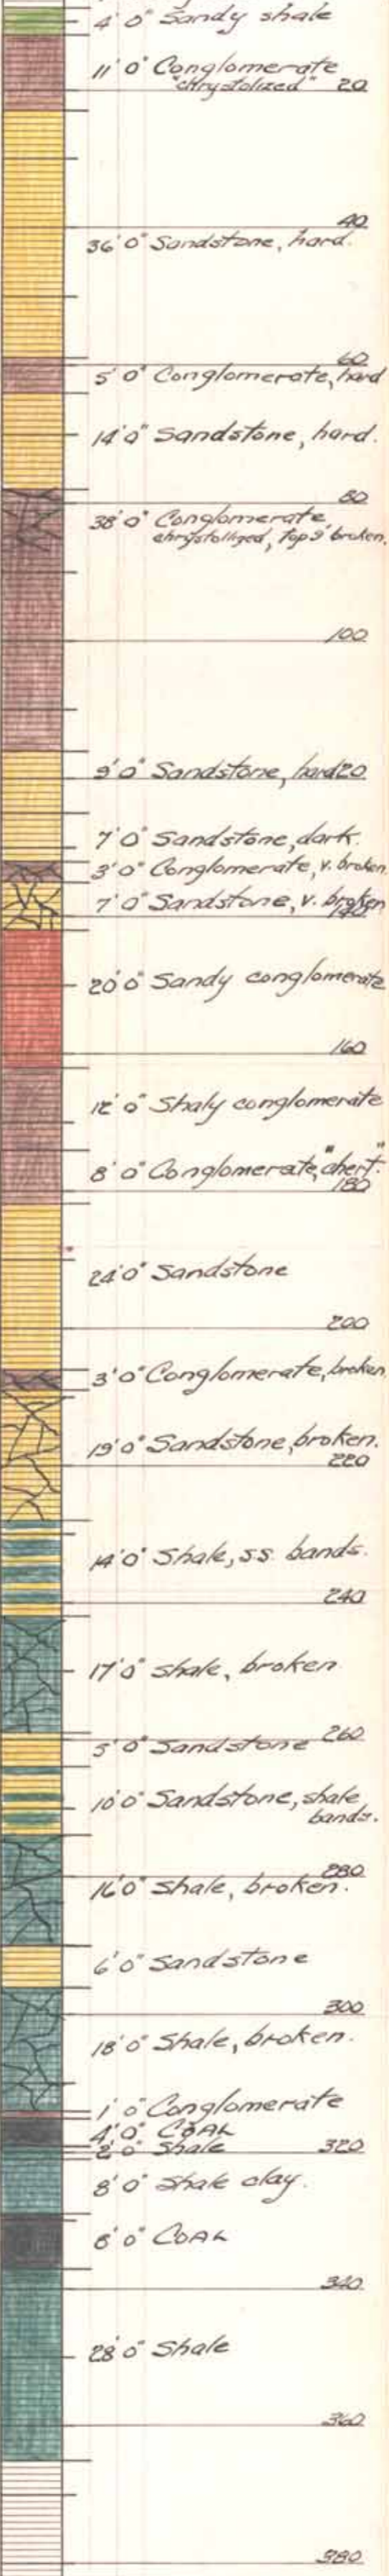 4' 0" Sandy shale
11' 0" Conglomerate
"chrystolized" 20
40
36' 0" Sandstone, hard.
60
5' 0" Conglomerate, hard
14' 0" Sandstone, hard.
80
38' 0" Conglomerate
chrystollized, Top 9' broken.
100
9' 0" Sandstone, hard 20
7' 0" Sandstone, dark.
3' 0" Conglomerate, v. broken.
7' 0" Sandstone, v. broken
140
20' 0" Sandy conglomerate
160
12' 0" Shaly conglomerate
8' 0" Conglomerate, "chert."
180
24' 0" Sandstone
200
3' 0" Conglomerate, broken.
19' 0" Sandstone, broken.
220
14' 0" Shale, s.s. bands.
240
17' 0" shale, broken
260
5' 0" Sandstone
10' 0" Sandstone, shale
bands.
280
16' 0" Shale, broken.
6' 0" Sandstone
300
18' 0" Shale, broken.
1' 0" Conglomerate
4' 0" COAL
2' 0" Shale 320
8' 0" Shale clay.
8' 0" COAL
340
28' 0" Shale
360
380